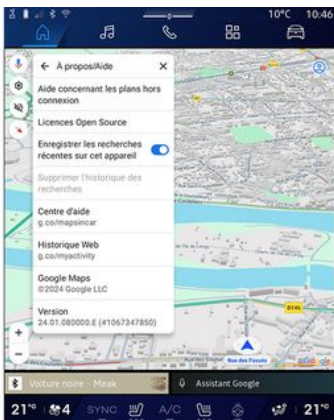 10°C 10:46
← À propos/Aide ×
Aide concernant les plans hors
connexion
Licences Open Source
Enregistrer les recherches
récentes sur cet appareil
Supprimer l'historique des
recherches
Centre d'aide
g.co/mapsincar
Historique Web
g.co/myactivity
Google Maps
©2024 Google LLC
Version
24.01.080000.E (#1067347850)
D146
+
−
Rue des Fossés
Voiture noire · Meak
Assistant Google
21° 4 SYNC A/C 21°